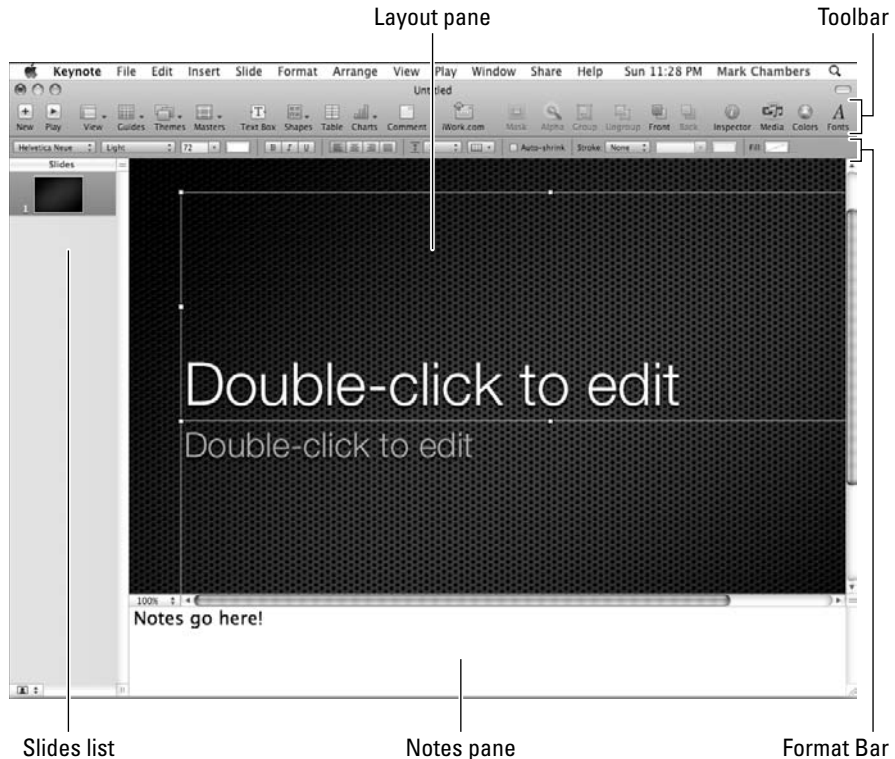 Layout pane Toolbar
Keynote File Edit Insert Slide Format Arrange View Play Window Share Help Sun 11:28 PM Mark Chambers
Untitled
New Play View Guides Themes Masters Text Box Shapes Table Charts Comment iWork.com Mask Alpha Group Ungroup Front Back Inspector Media Colors Fonts
Helvetica Neue Light 72 B I U Auto-shrink Stroke: None Fill
Slides
1
Double-click to edit
Double-click to edit
100%
Notes go here!
Slides list Notes pane Format Bar